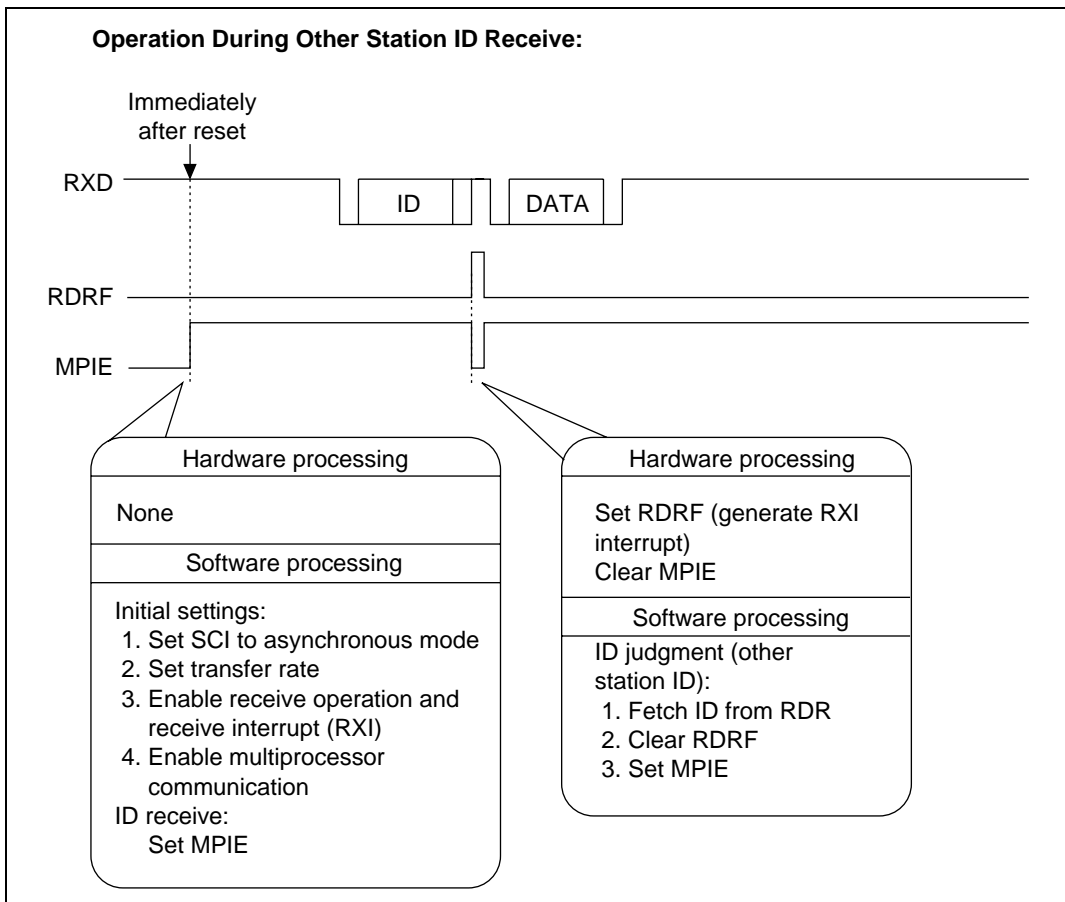 Operation During Other Station ID Receive:
Immediately
after reset
RXD
ID
DATA
RDRF
MPIE
Hardware processing
None
Software processing
Initial settings:
1. Set SCI to asynchronous mode
2. Set transfer rate
3. Enable receive operation and
receive interrupt (RXI)
4. Enable multiprocessor
communication
ID receive:
Set MPIE
Hardware processing
Set RDRF (generate RXI
interrupt)
Clear MPIE
Software processing
ID judgment (other
station ID):
1. Fetch ID from RDR
2. Clear RDRF
3. Set MPIE